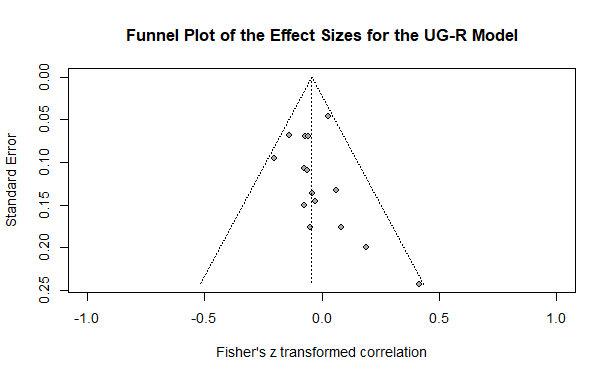 Funnel Plot of the Effect Sizes for the UG-R Model
Standard Error
0.00
0.05
0.10
0.15
0.20
0.25
-1.0 -0.5 0.0 0.5 1.0
Fisher's z transformed correlation